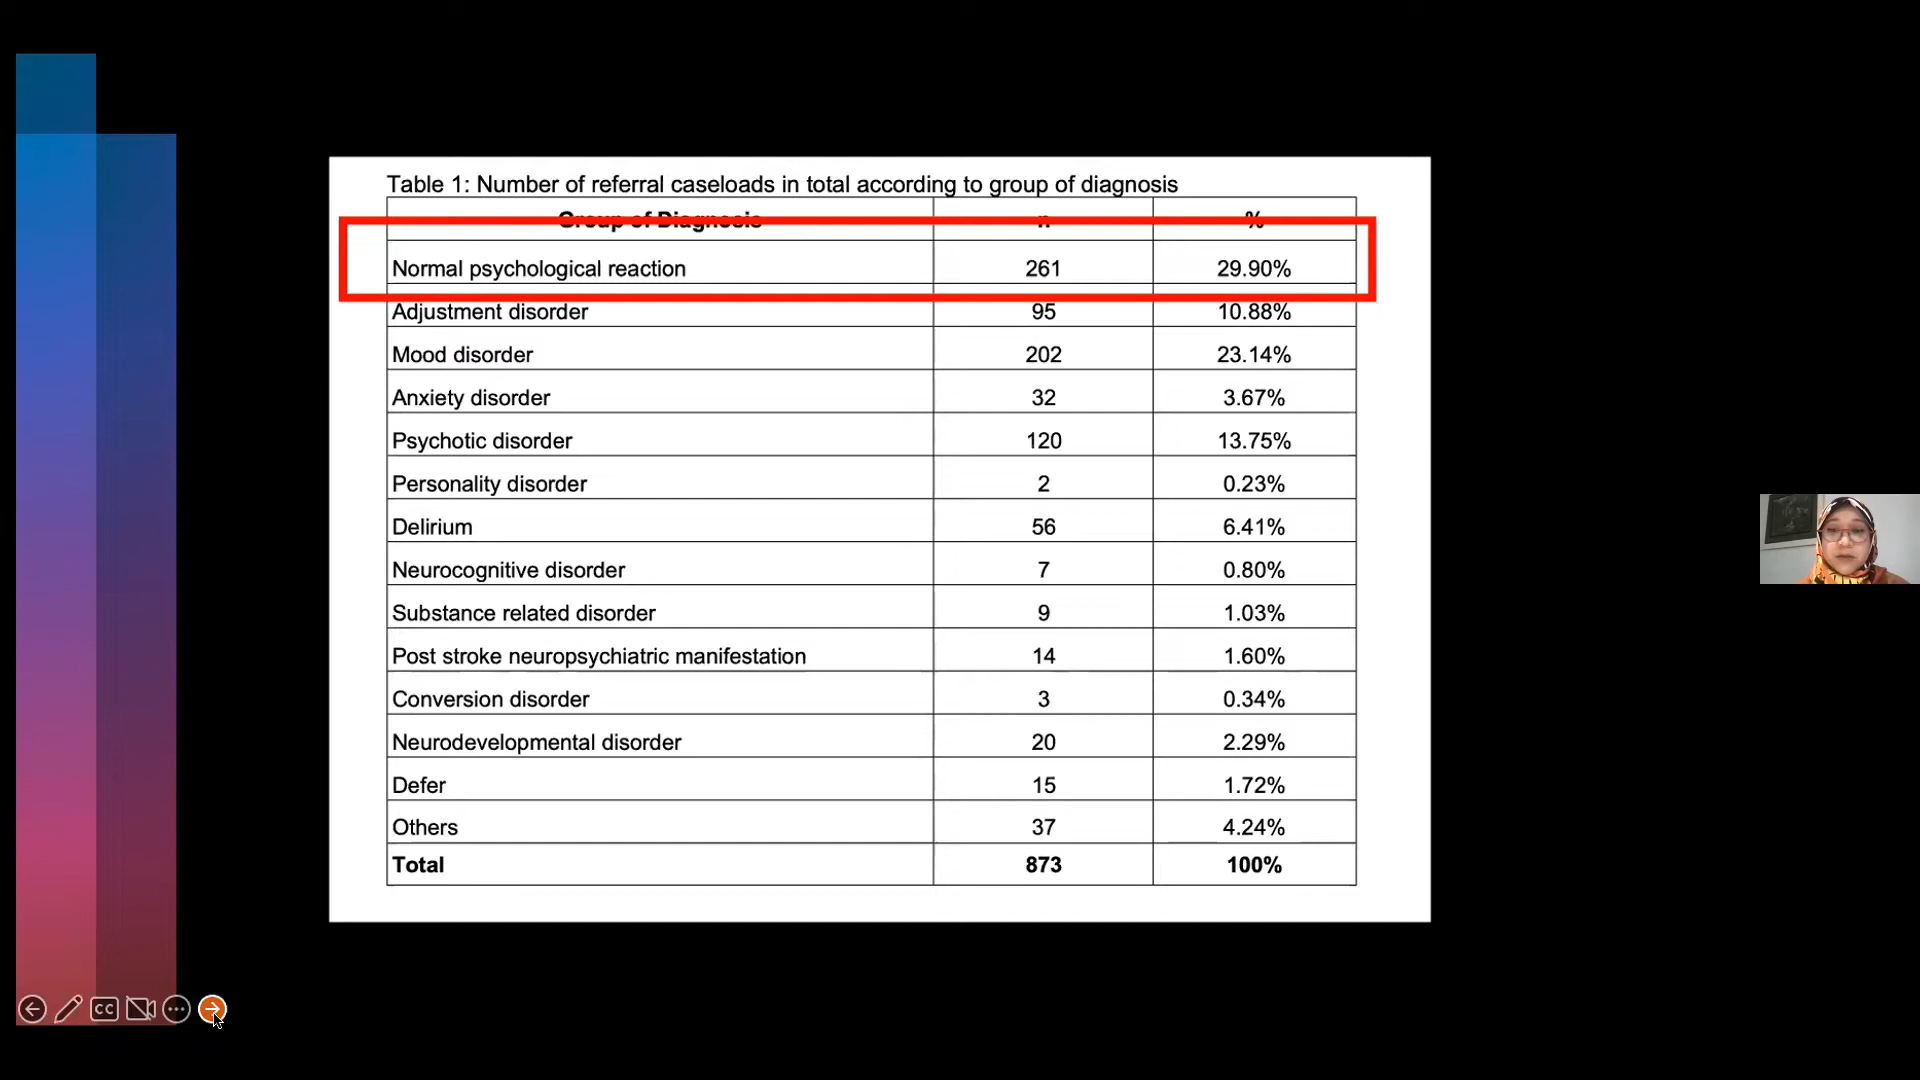 Table 1: Number of referral caseloads in total according to group of diagnosis
Group of Diagnosis n %
Normal psychological reaction 261 29.90%
Adjustment disorder 95 10.88%
Mood disorder 202 23.14%
Anxiety disorder 32 3.67%
Psychotic disorder 120 13.75%
Personality disorder 2 0.23%
Delirium 56 6.41%
Neurocognitive disorder 7 0.80%
Substance related disorder 9 1.03%
Post stroke neuropsychiatric manifestation 14 1.60%
Conversion disorder 3 0.34%
Neurodevelopmental disorder 20 2.29%
Defer 15 1.72%
Others 37 4.24%
Total 873 100%
CC